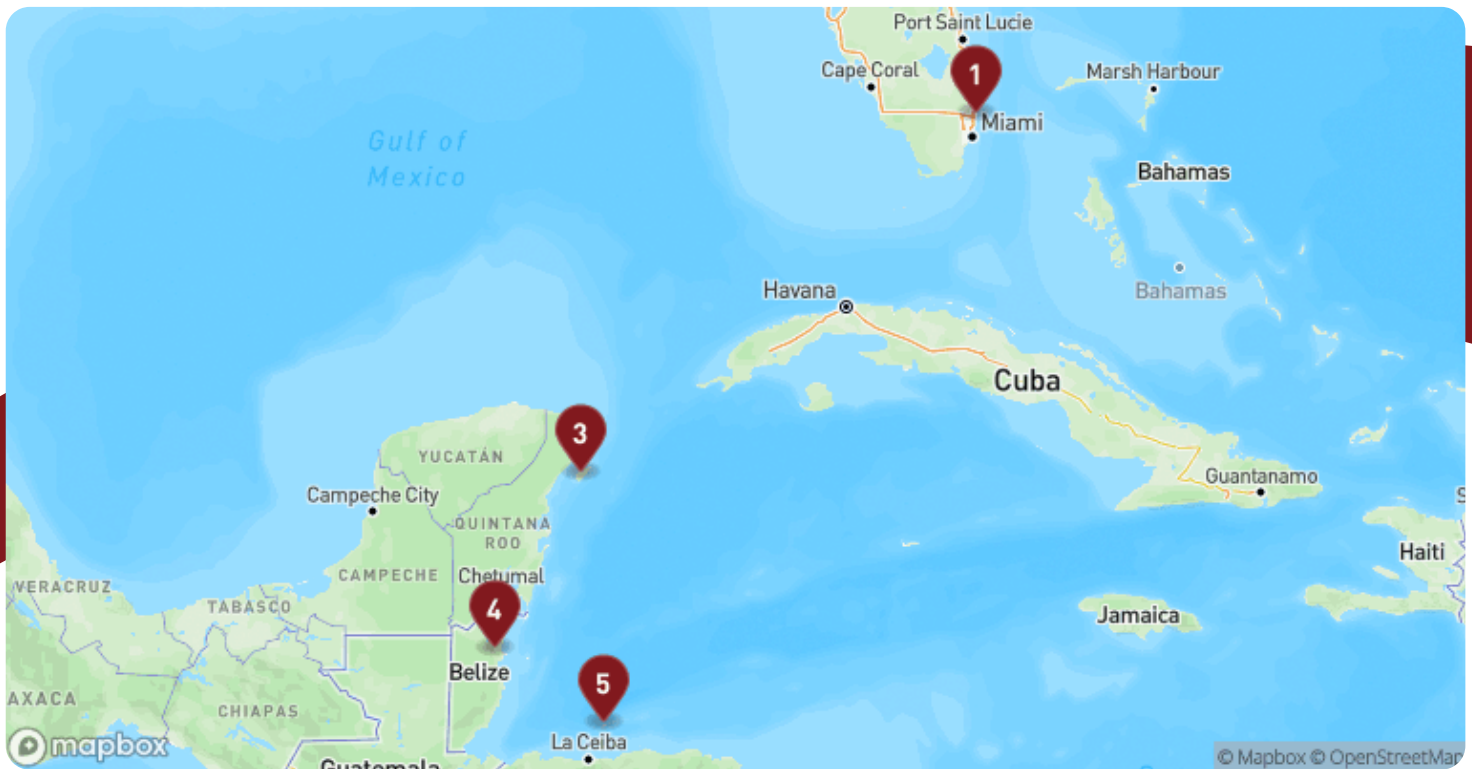 Port Saint Lucie
Cape Coral
1
Marsh Harbour
Miami
Gulf of
Mexico
Bahamas
Havana
Bahamas
Cuba
3
YUCATÁN
Campeche City
Guantanamo
QUINTANA
ROO
Haiti
CAMPECHE
Chetumal
VERACRUZ
TABASCO
4
Jamaica
Belize
5
AXACA
CHIAPAS
La Ceiba
mapbox
© Mapbox © OpenStreetMap
Guatemala